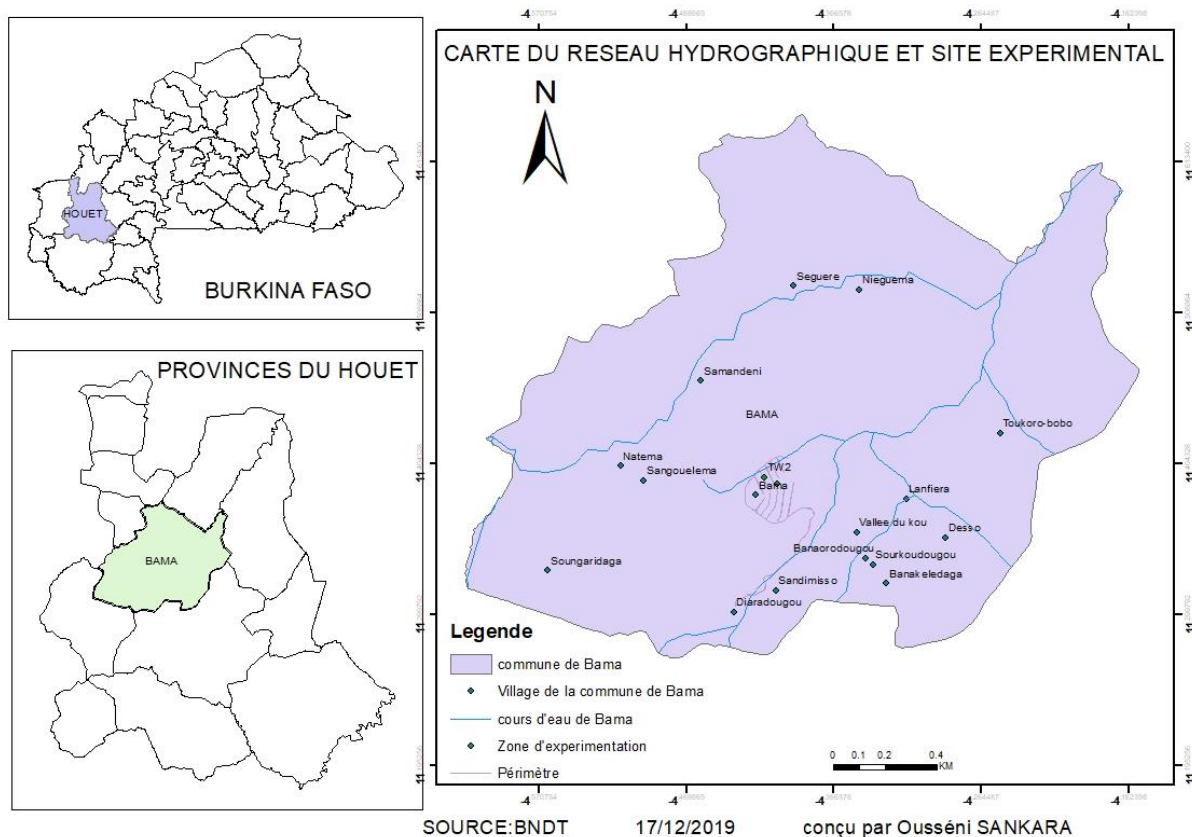 HOUET
BURKINA FASO
PROVINCES DU HOUET
BAMA
CARTE DU RESEAU HYDROGRAPHIQUE ET SITE EXPERIMENTAL
N
Seguere
Nieguema
Samandeni
BAMA
Toukoro-bobo
Natema
Sangouelema
TW2
Bama
Lanfiera
Vallee du kou
Desso
Banaorodougou
Sourkoudougou
Soungaridaga
Sandimisso
Banakeledaga
Diaradougou
Legende
commune de Bama
Village de la commune de Bama
cours d'eau de Bama
Zone d'experimentation
Périmètre
0 0.1 0.2 0.4
KM
SOURCE:BNDT 17/12/2019 conçu par Ousséni SANKARA